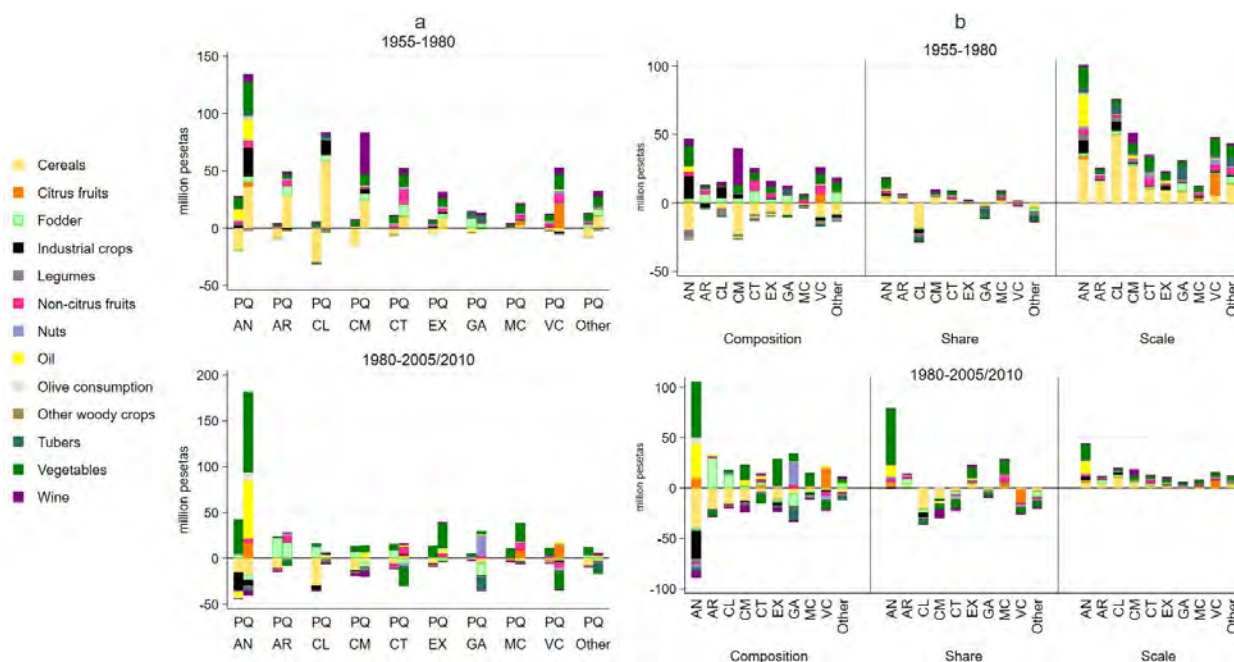 a
1955-1980
150
100
50
0
-50
million pesetas
PQ PQ PQ PQ PQ PQ PQ PQ PQ PQ
AN AR CL CM CT EX GA MC VC Other
1980-2005/2010
200
150
100
50
0
-50
million pesetas
PQ PQ PQ PQ PQ PQ PQ PQ PQ PQ
AN AR CL CM CT EX GA MC VC Other
Cereals
Citrus fruits
Fodder
Industrial crops
Legumes
Non-citrus fruits
Nuts
Oil
Olive consumption
Other woody crops
Tubers
Vegetables
Wine
b
1955-1980
100
50
0
-50
million pesetas
AN AR CL CM CT EX GA MC VC Other
AN AR CL CM CT EX GA MC VC Other
AN AR CL CM CT EX GA MC VC Other
Composition Share Scale
1980-2005/2010
100
50
0
-50
-100
million pesetas
AN AR CL CM CT EX GA MC VC Other
AN AR CL CM CT EX GA MC VC Other
AN AR CL CM CT EX GA MC VC Other
Composition Share Scale